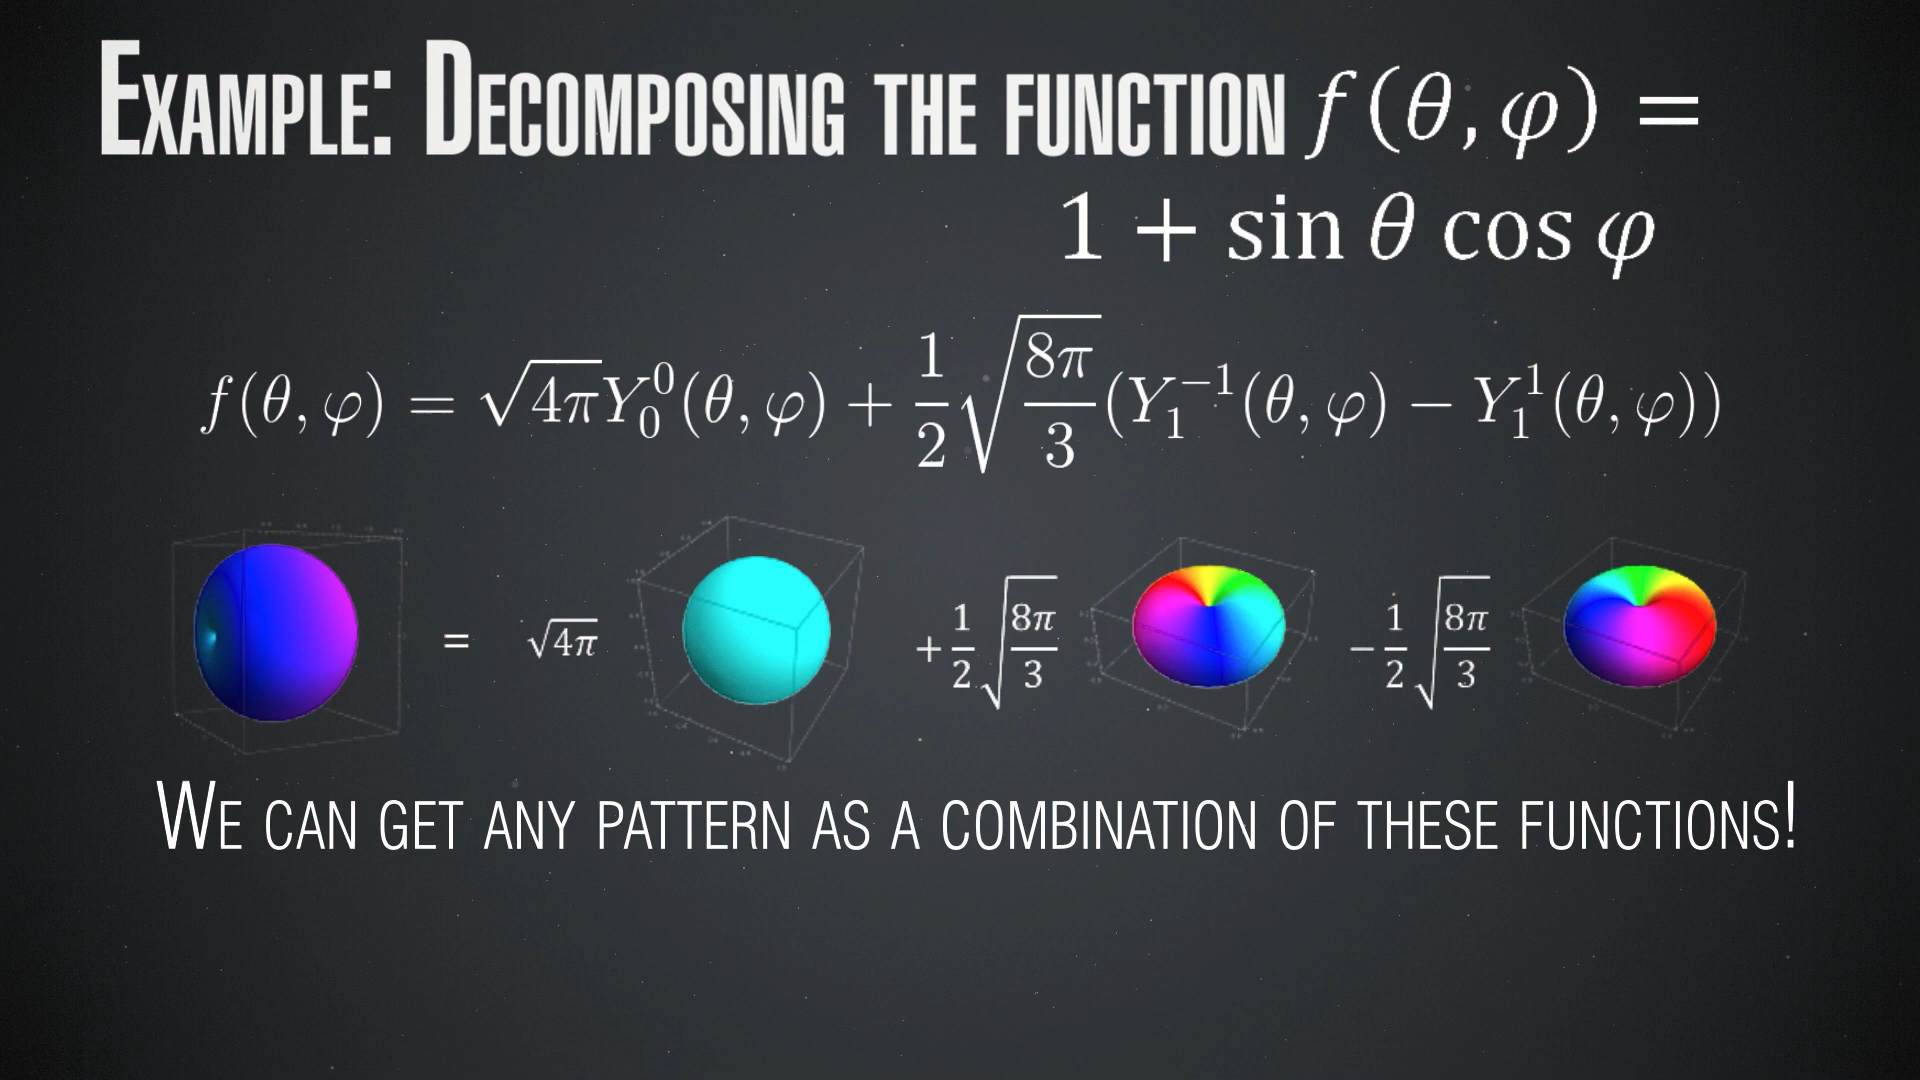 Example: Decomposing the function f(θ, φ) =
1 + sin θ cos φ
f(θ, φ) = √4π Y₀⁰(θ, φ) + 1/2 √(8π/3) (Y₁⁻¹(θ, φ) − Y₁¹(θ, φ))
= √4π + 1/2 √(8π/3) − 1/2 √(8π/3)
We can get any pattern as a combination of these functions!